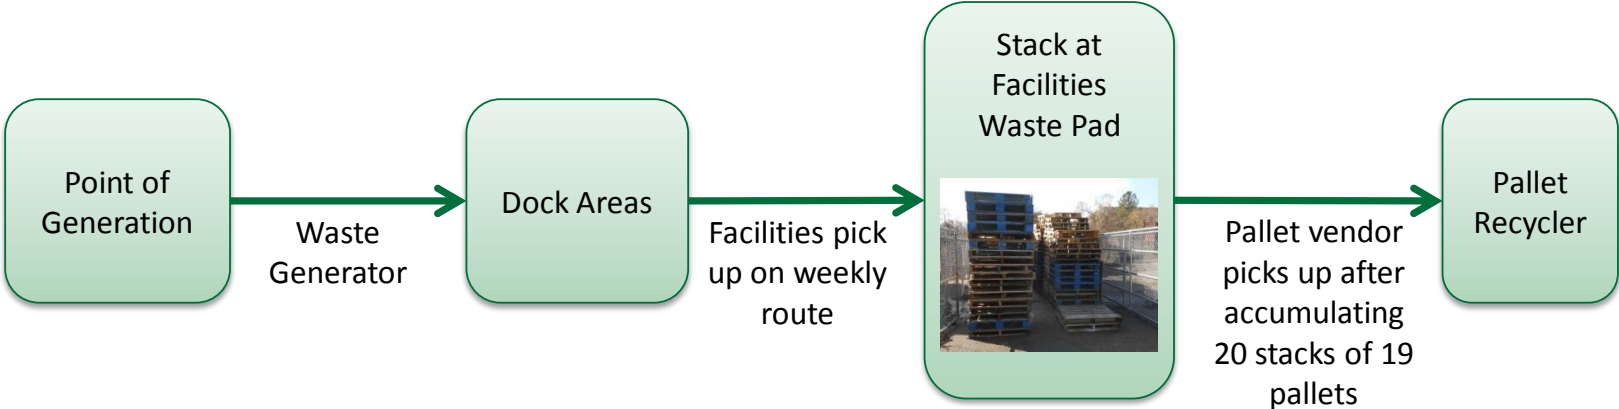 Point of
Generation
Waste
Generator
Dock Areas
Facilities pick
up on weekly
route
Stack at
Facilities
Waste Pad
Pallet vendor
picks up after
accumulating
20 stacks of 19
pallets
Pallet
Recycler